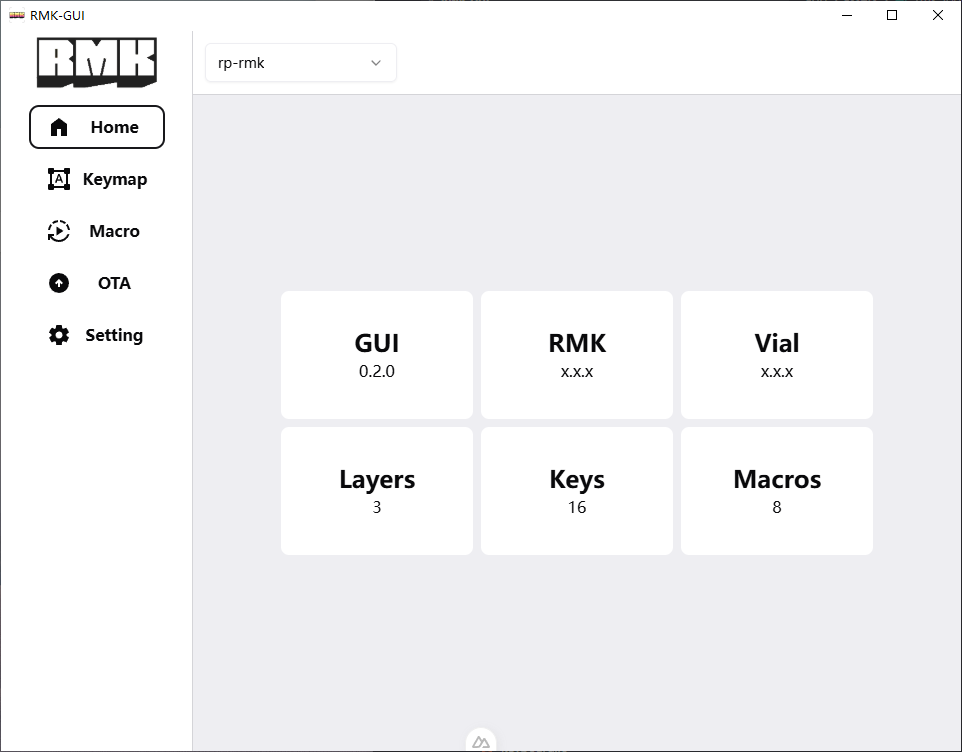 RMK-GUI
RMK
rp-rmk
Home
Keymap
Macro
OTA
Setting
GUI
0.2.0
RMK
x.x.x
Vial
x.x.x
Layers
3
Keys
16
Macros
8